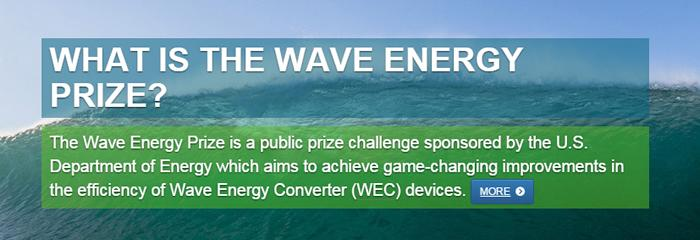 WHAT IS THE WAVE ENERGY
PRIZE?
The Wave Energy Prize is a public prize challenge sponsored by the U.S.
Department of Energy which aims to achieve game-changing improvements in
the efficiency of Wave Energy Converter (WEC) devices. MORE